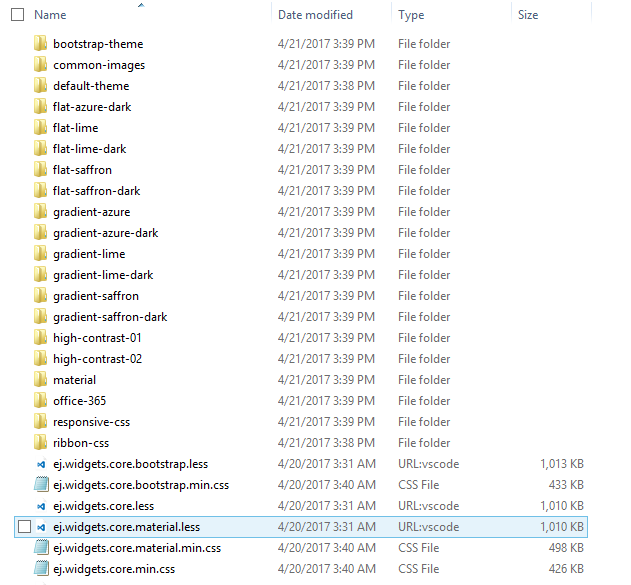 Name Date modified Type Size
bootstrap-theme 4/21/2017 3:39 PM File folder
common-images 4/21/2017 3:39 PM File folder
default-theme 4/21/2017 3:38 PM File folder
flat-azure-dark 4/21/2017 3:39 PM File folder
flat-lime 4/21/2017 3:39 PM File folder
flat-lime-dark 4/21/2017 3:39 PM File folder
flat-saffron 4/21/2017 3:39 PM File folder
flat-saffron-dark 4/21/2017 3:39 PM File folder
gradient-azure 4/21/2017 3:39 PM File folder
gradient-azure-dark 4/21/2017 3:39 PM File folder
gradient-lime 4/21/2017 3:39 PM File folder
gradient-lime-dark 4/21/2017 3:39 PM File folder
gradient-saffron 4/21/2017 3:39 PM File folder
gradient-saffron-dark 4/21/2017 3:39 PM File folder
high-contrast-01 4/21/2017 3:39 PM File folder
high-contrast-02 4/21/2017 3:39 PM File folder
material 4/21/2017 3:39 PM File folder
office-365 4/21/2017 3:39 PM File folder
responsive-css 4/21/2017 3:39 PM File folder
ribbon-css 4/21/2017 3:38 PM File folder
ej.widgets.core.bootstrap.less 4/20/2017 3:31 AM URL:vscode 1,013 KB
ej.widgets.core.bootstrap.min.css 4/20/2017 3:40 AM CSS File 433 KB
ej.widgets.core.less 4/20/2017 3:31 AM URL:vscode 1,010 KB
ej.widgets.core.material.less 4/20/2017 3:31 AM URL:vscode 1,010 KB
ej.widgets.core.material.min.css 4/20/2017 3:40 AM CSS File 498 KB
ej.widgets.core.min.css 4/20/2017 3:40 AM CSS File 426 KB